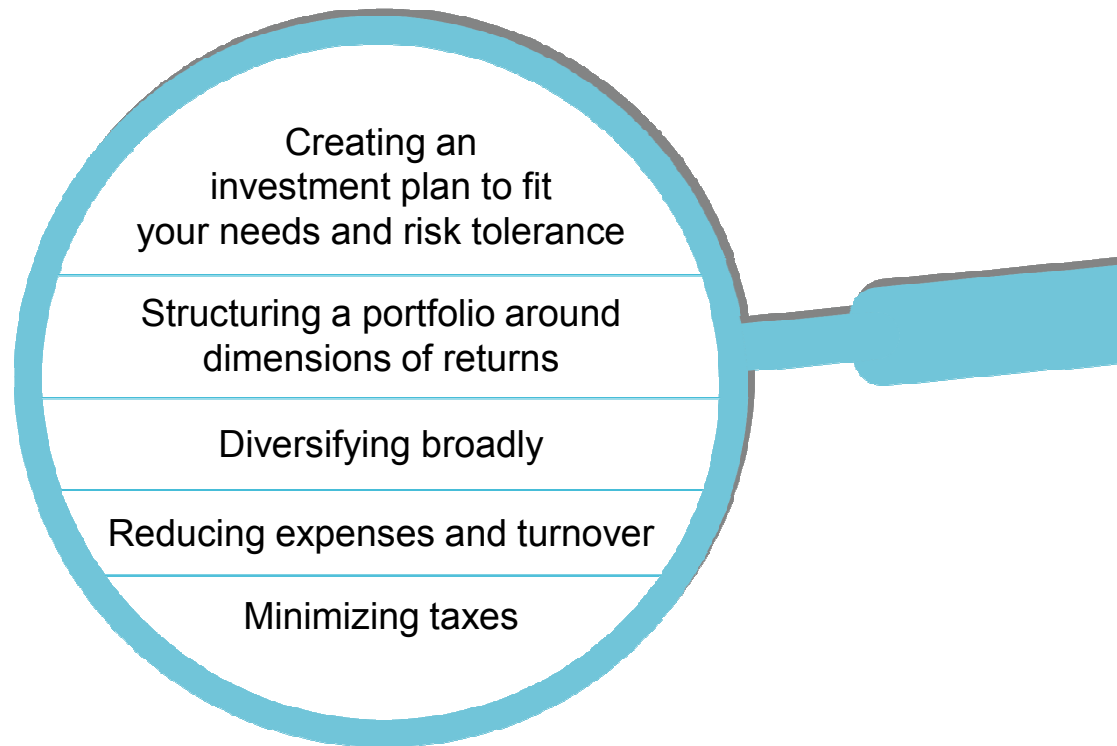 Creating an
investment plan to fit
your needs and risk tolerance
Structuring a portfolio around
dimensions of returns
Diversifying broadly
Reducing expenses and turnover
Minimizing taxes